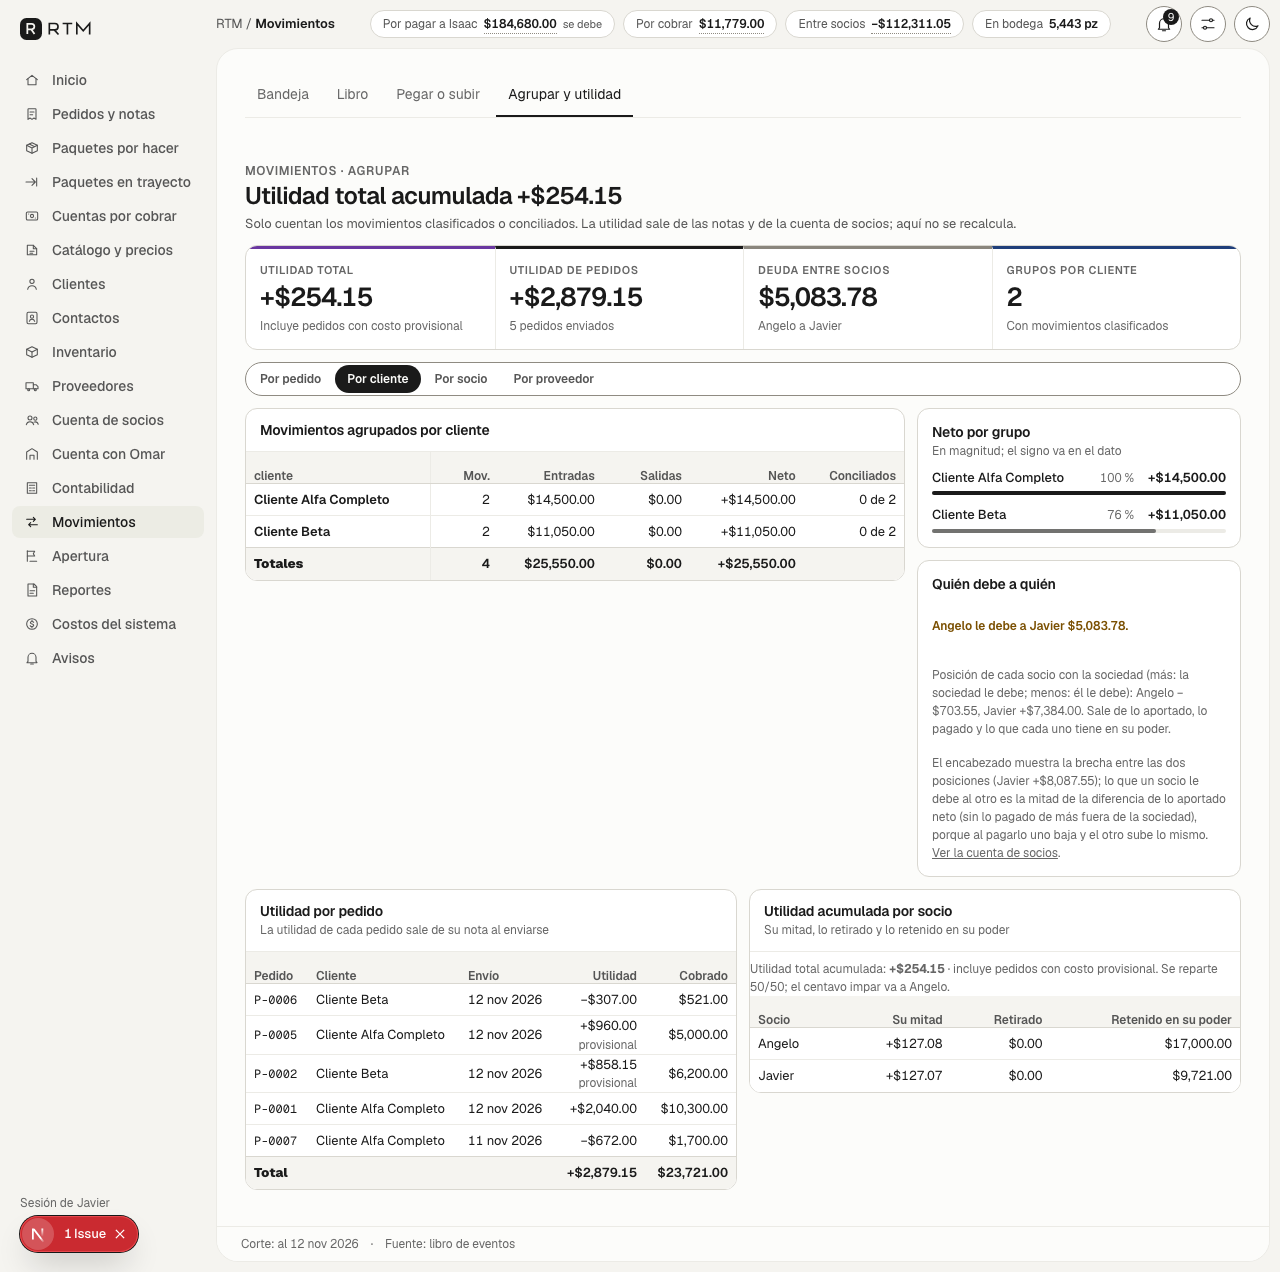 R RTM
RTM / Movimientos
Por pagar a Isaac $184,680.00 se debe
Por cobrar $11,779.00
Entre socios −$112,311.05
En bodega 5,443 pz
9
Inicio
Pedidos y notas
Paquetes por hacer
Paquetes en trayecto
Cuentas por cobrar
Catálogo y precios
Clientes
Contactos
Inventario
Proveedores
Cuenta de socios
Cuenta con Omar
Contabilidad
Movimientos
Apertura
Reportes
Costos del sistema
Avisos
Sesión de Javier
N 1 Issue
Bandeja Libro Pegar o subir Agrupar y utilidad
MOVIMIENTOS · AGRUPAR
Utilidad total acumulada +$254.15
Solo cuentan los movimientos clasificados o conciliados. La utilidad sale de las notas y de la cuenta de socios; aquí no se recalcula.
UTILIDAD TOTAL
+$254.15
Incluye pedidos con costo provisional
UTILIDAD DE PEDIDOS
+$2,879.15
5 pedidos enviados
DEUDA ENTRE SOCIOS
$5,083.78
Angelo a Javier
GRUPOS POR CLIENTE
2
Con movimientos clasificados
Por pedido Por cliente Por socio Por proveedor
Movimientos agrupados por cliente
cliente Mov. Entradas Salidas Neto Conciliados
Cliente Alfa Completo 2 $14,500.00 $0.00 +$14,500.00 0 de 2
Cliente Beta 2 $11,050.00 $0.00 +$11,050.00 0 de 2
Totales 4 $25,550.00 $0.00 +$25,550.00
Neto por grupo
En magnitud; el signo va en el dato
Cliente Alfa Completo 100 % +$14,500.00
Cliente Beta 76 % +$11,050.00
Quién debe a quién
Angelo le debe a Javier $5,083.78.
Posición de cada socio con la sociedad (más: la
sociedad le debe; menos: él le debe): Angelo −
$703.55, Javier +$7,384.00. Sale de lo aportado, lo
pagado y lo que cada uno tiene en su poder.
El encabezado muestra la brecha entre las dos
posiciones (Javier +$8,087.55); lo que un socio le
debe al otro es la mitad de la diferencia de lo aportado
neto (sin lo pagado de más fuera de la sociedad),
porque al pagarlo uno baja y el otro sube lo mismo.
Ver la cuenta de socios.
Utilidad por pedido
La utilidad de cada pedido sale de su nota al enviarse
Pedido Cliente Envío Utilidad Cobrado
P-0006 Cliente Beta 12 nov 2026 −$307.00 $521.00
P-0005 Cliente Alfa Completo 12 nov 2026 +$960.00 provisional $5,000.00
P-0002 Cliente Beta 12 nov 2026 +$858.15 provisional $6,200.00
P-0001 Cliente Alfa Completo 12 nov 2026 +$2,040.00 $10,300.00
P-0007 Cliente Alfa Completo 11 nov 2026 −$672.00 $1,700.00
Total +$2,879.15 $23,721.00
Utilidad acumulada por socio
Su mitad, lo retirado y lo retenido en su poder
Utilidad total acumulada: +$254.15 · incluye pedidos con costo provisional. Se reparte
50/50; el centavo impar va a Angelo.
Socio Su mitad Retirado Retenido en su poder
Angelo +$127.08 $0.00 $17,000.00
Javier +$127.07 $0.00 $9,721.00
Corte: al 12 nov 2026 · Fuente: libro de eventos